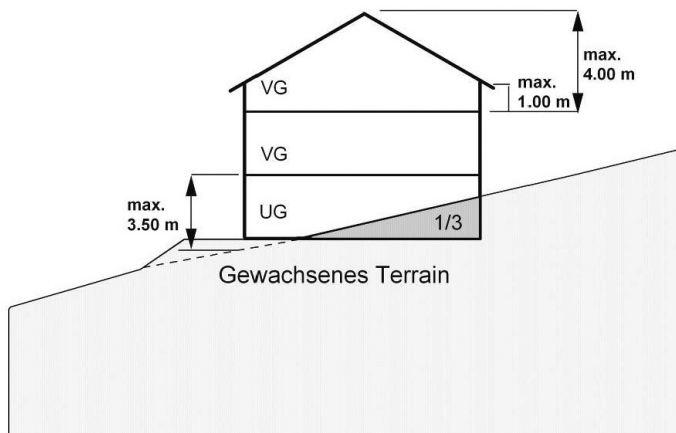 max.
4.00 m
VG
max.
1.00 m
VG
max.
3.50 m
UG
1/3
Gewachsenes Terrain